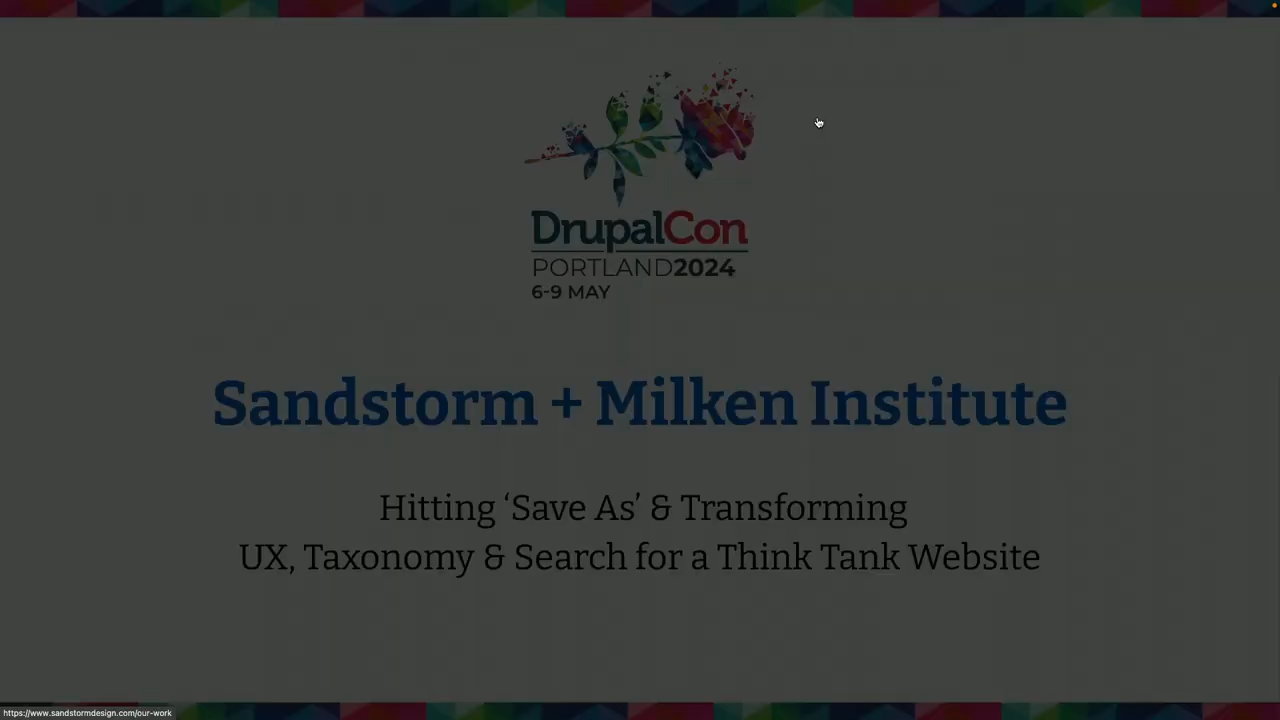 DrupalCon
PORTLAND2024
6-9 MAY
Sandstorm + Milken Institute
Hitting ‘Save As’ & Transforming
UX, Taxonomy & Search for a Think Tank Website
https://www.sandstormdesign.com/our-work